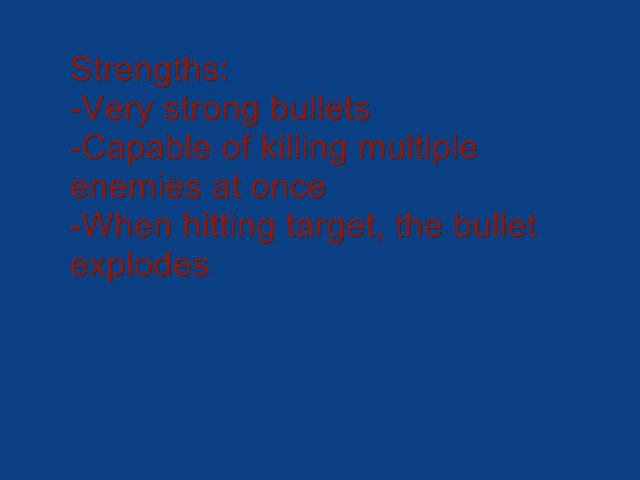 Strengths:
-Very strong bullets
-Capable of killing multiple
enemies at once
-When hitting target, the bullet
explodes